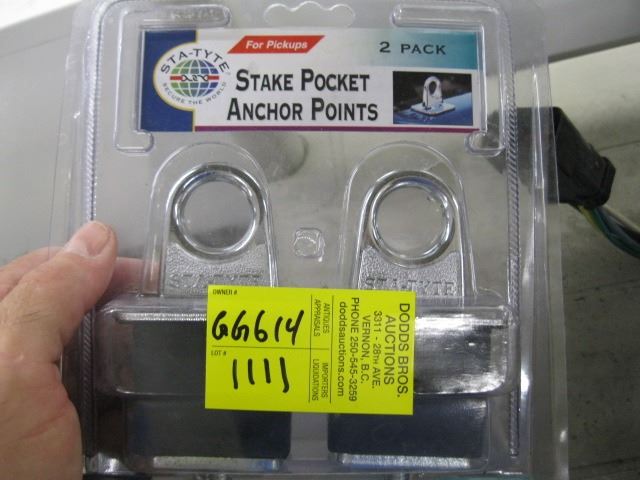 For Pickups
2 PACK
STA-TYTE
SECURE THE WORLD
STAKE POCKET
ANCHOR POINTS
STA-TYTE
STA-TYTE
OWNER #
GG614
LOT #
1111
ANTIQUES
APPRAISALS
IMPORTERS
LIQUIDATIONS
DODDS BROS.
AUCTIONS
3311 - 28TH AVE.
VERNON, B.C.
PHONE 250-545-3259
doddsauctions.com